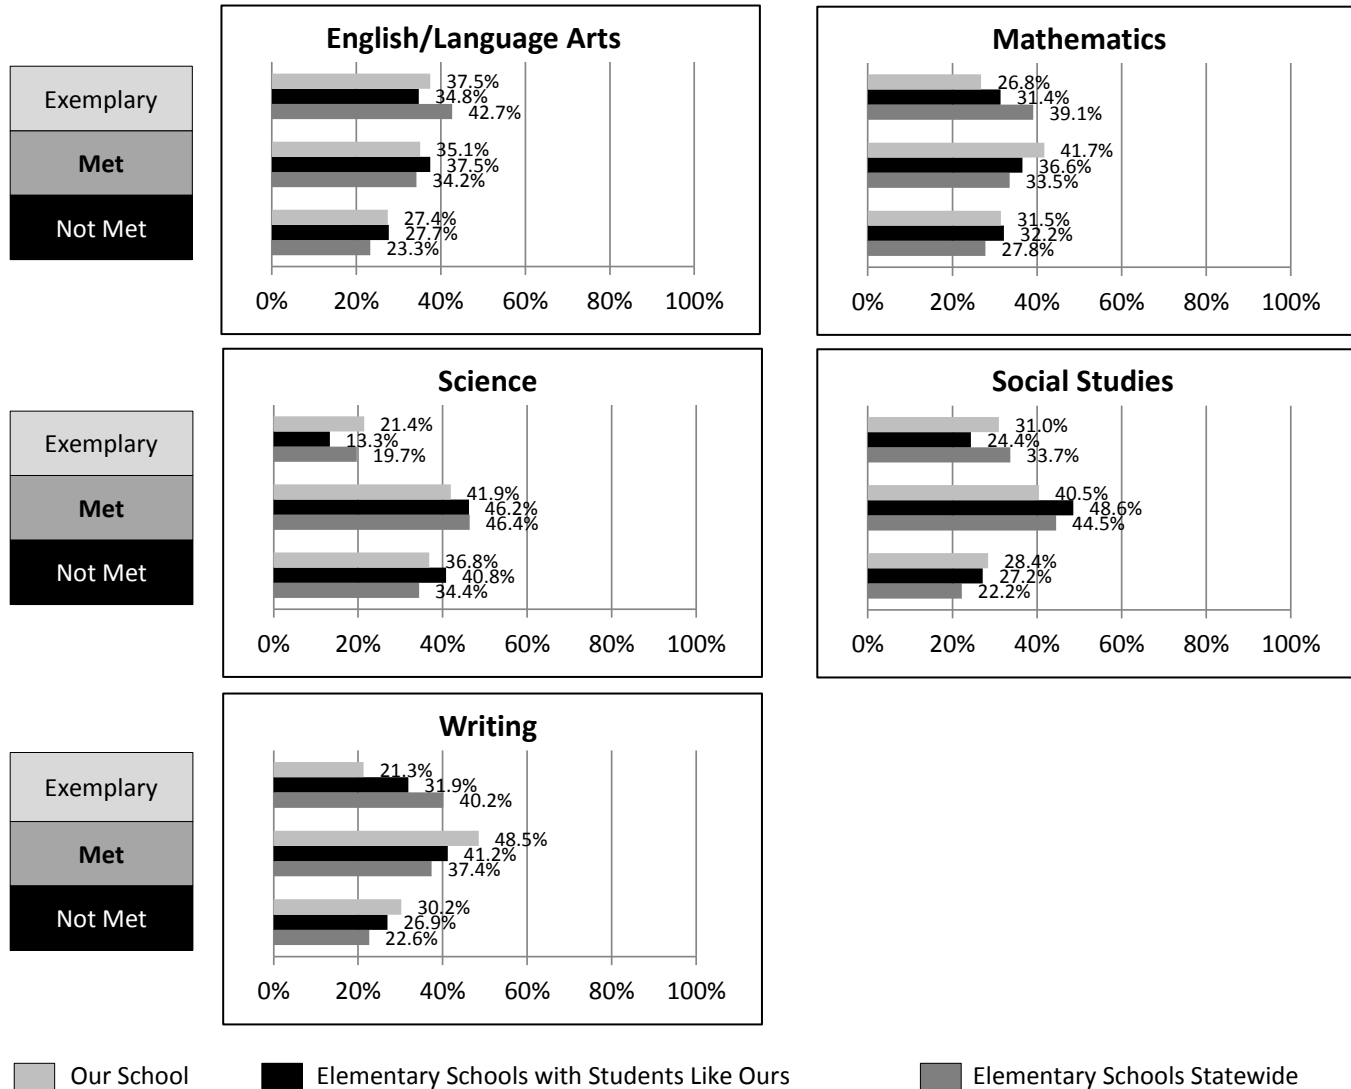 English/Language Arts
Exemplary
Met
Not Met
37.5%
34.8%
42.7%
35.1%
37.5%
34.2%
27.4%
27.7%
23.3%
0% 20% 40% 60% 80% 100%
Mathematics
26.8%
31.4%
39.1%
41.7%
36.6%
33.5%
31.5%
32.2%
27.8%
0% 20% 40% 60% 80% 100%
Science
Exemplary
Met
Not Met
21.4%
13.3%
19.7%
41.9%
46.2%
46.4%
36.8%
40.8%
34.4%
0% 20% 40% 60% 80% 100%
Social Studies
31.0%
24.4%
33.7%
40.5%
48.6%
44.5%
28.4%
27.2%
22.2%
0% 20% 40% 60% 80% 100%
Writing
Exemplary
Met
Not Met
21.3%
31.9%
40.2%
48.5%
41.2%
37.4%
30.2%
26.9%
22.6%
0% 20% 40% 60% 80% 100%
Our School Elementary Schools with Students Like Ours Elementary Schools Statewide